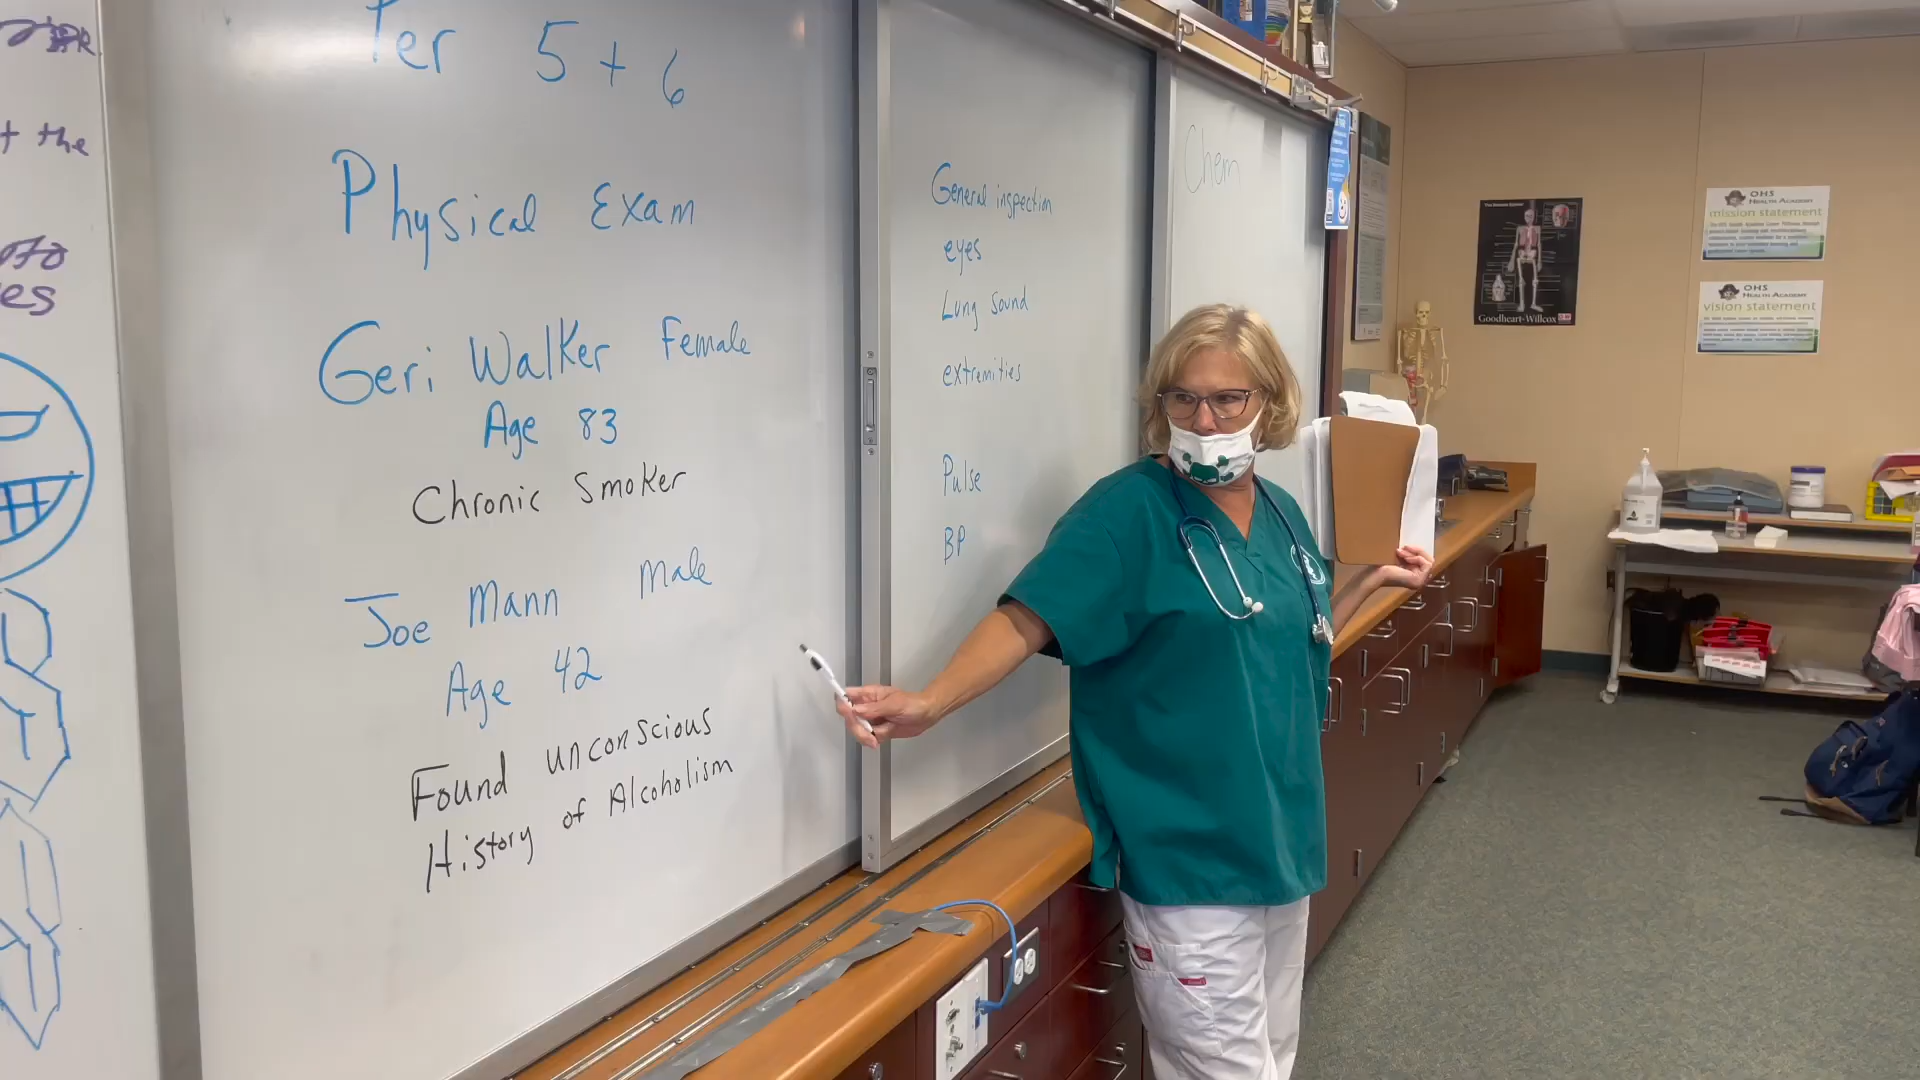 t the
es
Per 5 + 6
Physical Exam
Geri Walker Female
Age 83
Chronic Smoker
Joe Mann Male
Age 42
Found unconscious
History of Alcoholism
General inspection
eyes
Lung Sound
extremities
Pulse
BP
Chem
Goodheart-Willcox
OHS
HEALTH ACADEMY
mission statement
OHS
HEALTH ACADEMY
vision statement